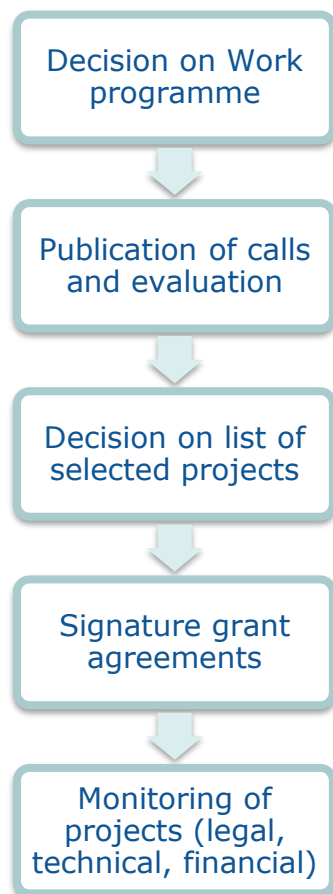 Decision on Work
programme
Publication of calls
and evaluation
Decision on list of
selected projects
Signature grant
agreements
Monitoring of
projects (legal,
technical, financial)